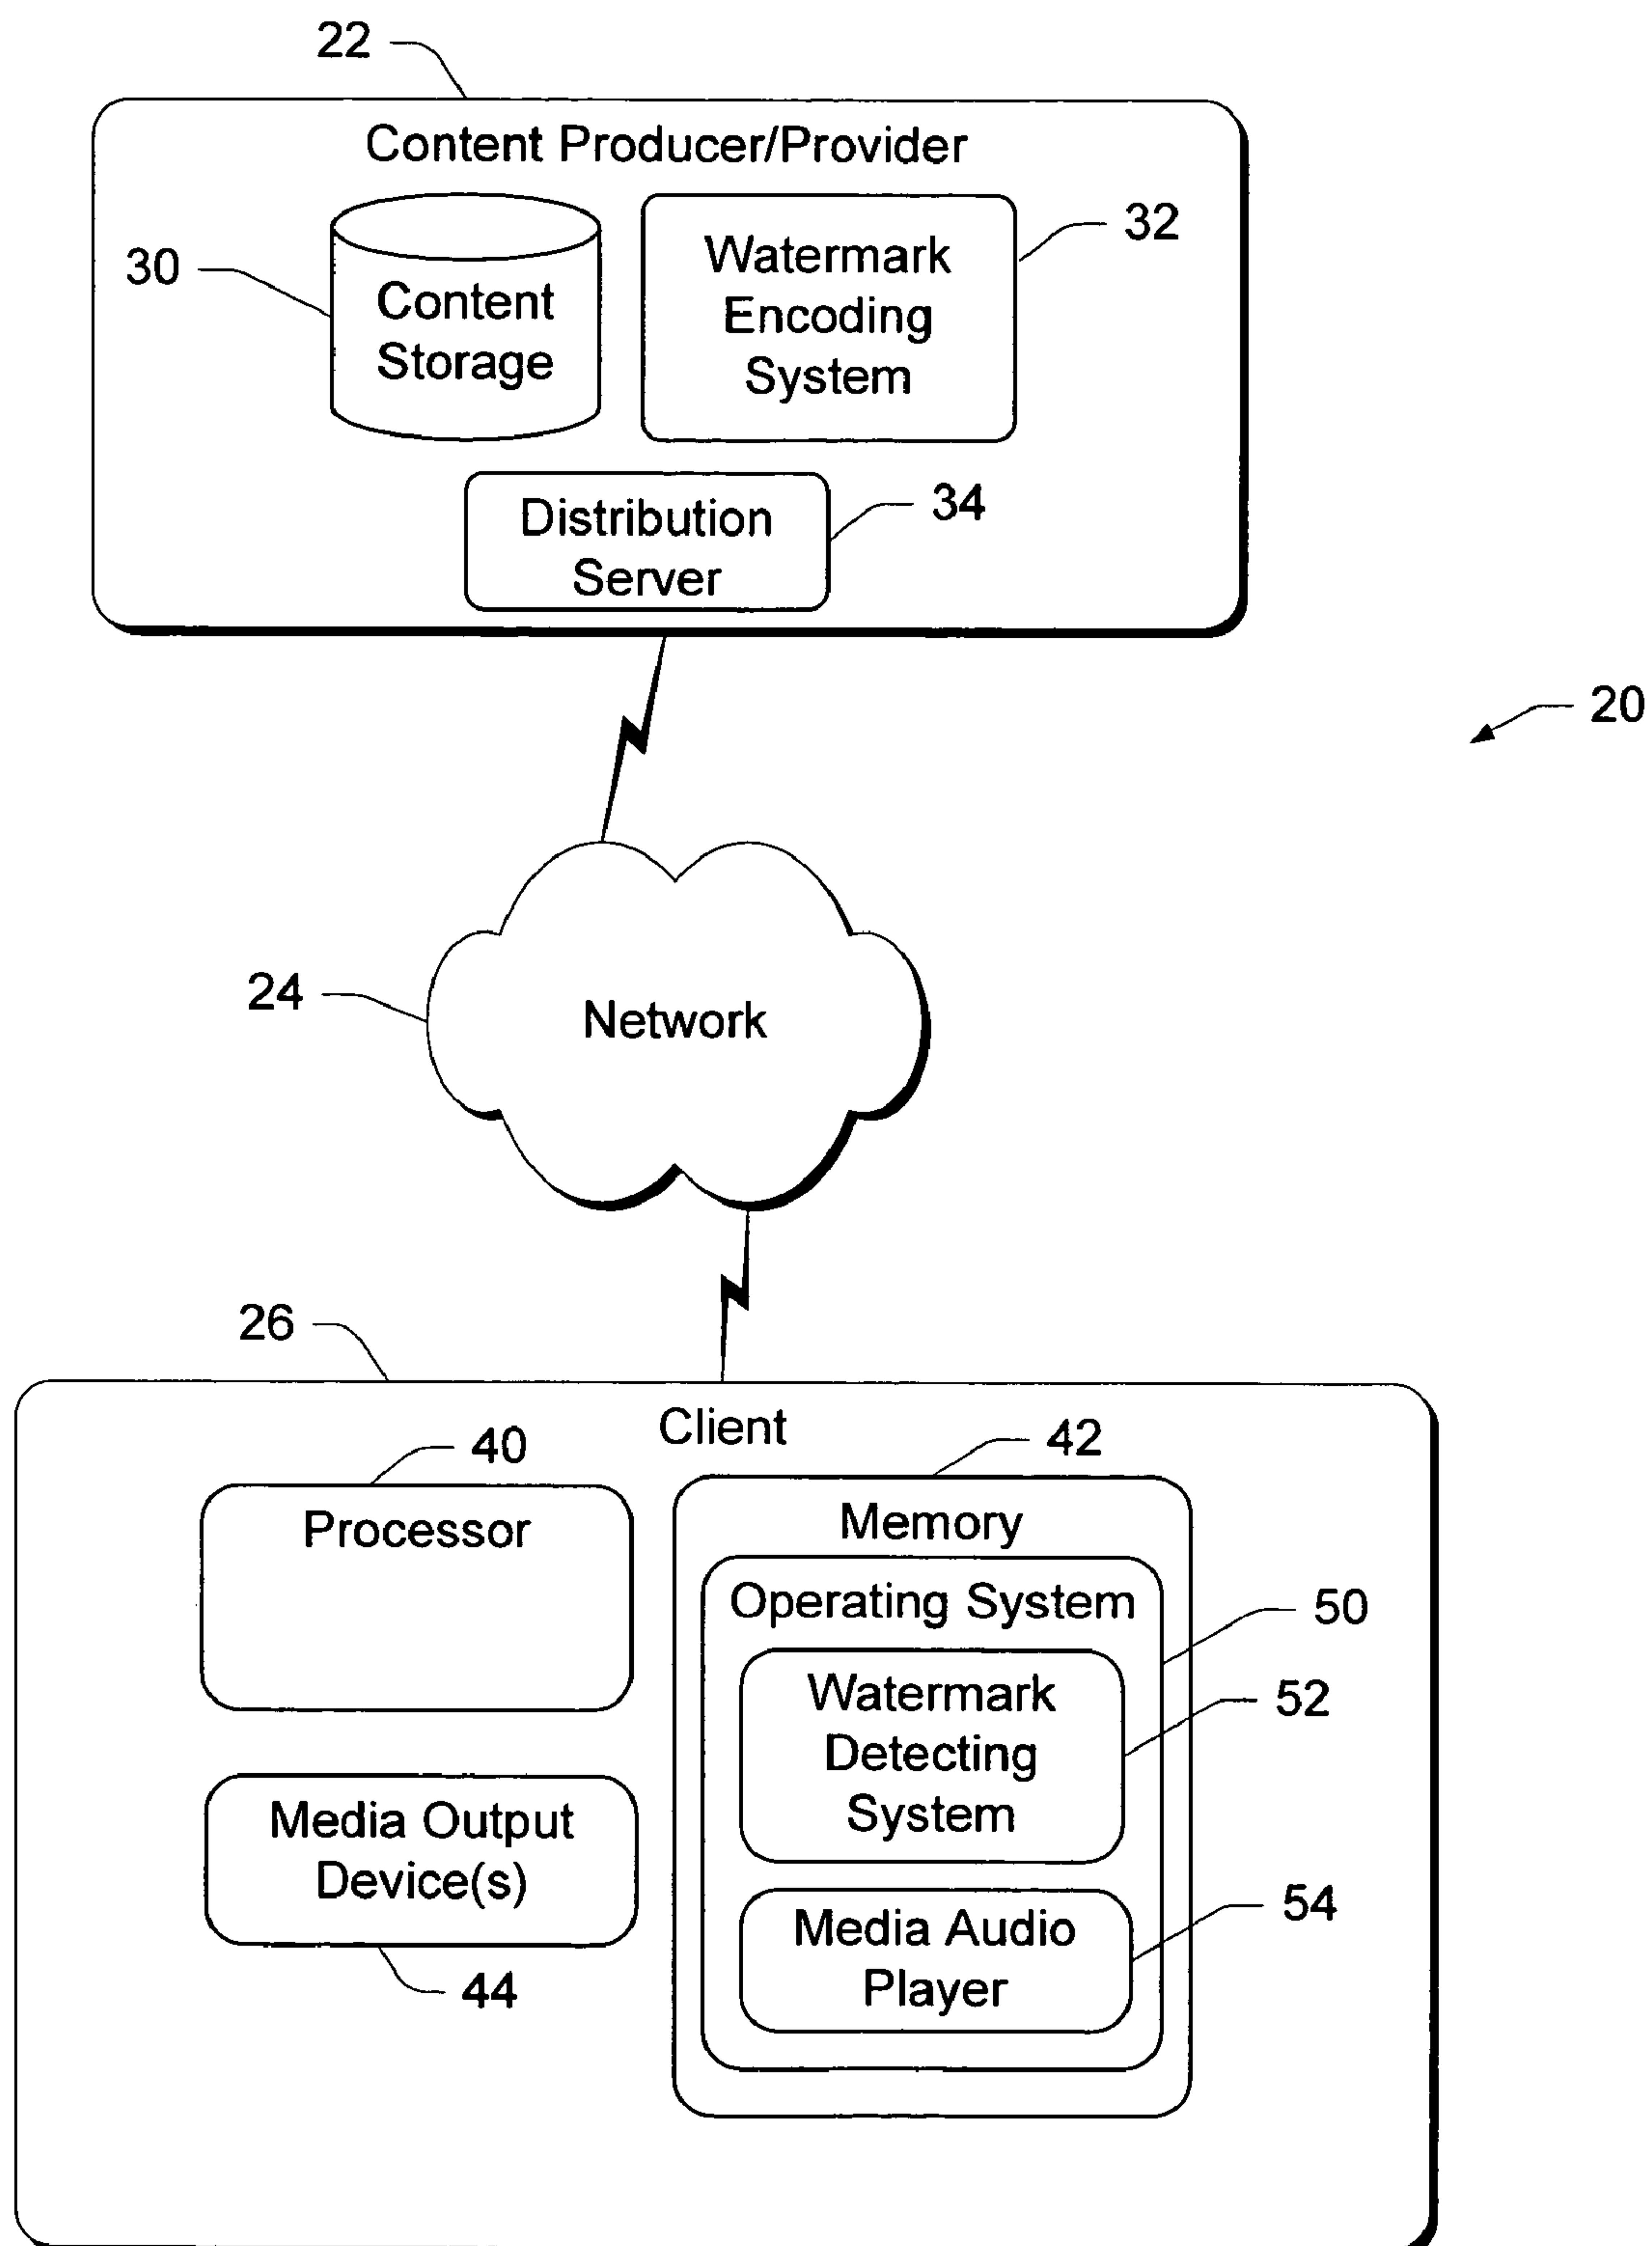 22
Content Producer/Provider
30
Content
Storage
Watermark
Encoding
System
32
Distribution
Server
34
20
24
Network
26
Client
40
Processor
42
Memory
Operating System
50
Watermark
Detecting
System
52
Media Output
Device(s)
44
Media Audio
Player
54